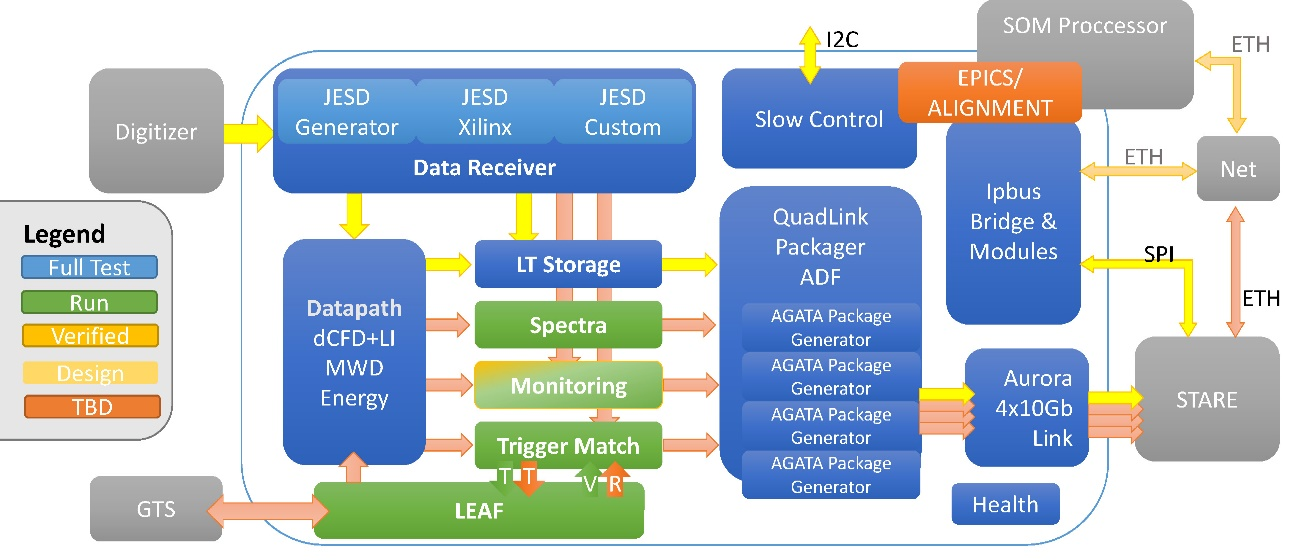 SOM Proccessor
ETH
I2C
EPICS/
ALIGNMENT
Slow Control
JESD
Generator
JESD
Xilinx
JESD
Custom
Data Receiver
Digitizer
ETH
Net
Ipbus
Bridge &
Modules
SPI
ETH
Legend
Full Test
Run
Verified
Design
TBD
Datapath
dCFD+LI
MWD
Energy
LT Storage
Spectra
Monitoring
Trigger Match
T
T
V
R
QuadLink
Packager
ADF
AGATA Package
Generator
AGATA Package
Generator
AGATA Package
Generator
AGATA Package
Generator
Aurora
4x10Gb
Link
STARE
Health
GTS
LEAF